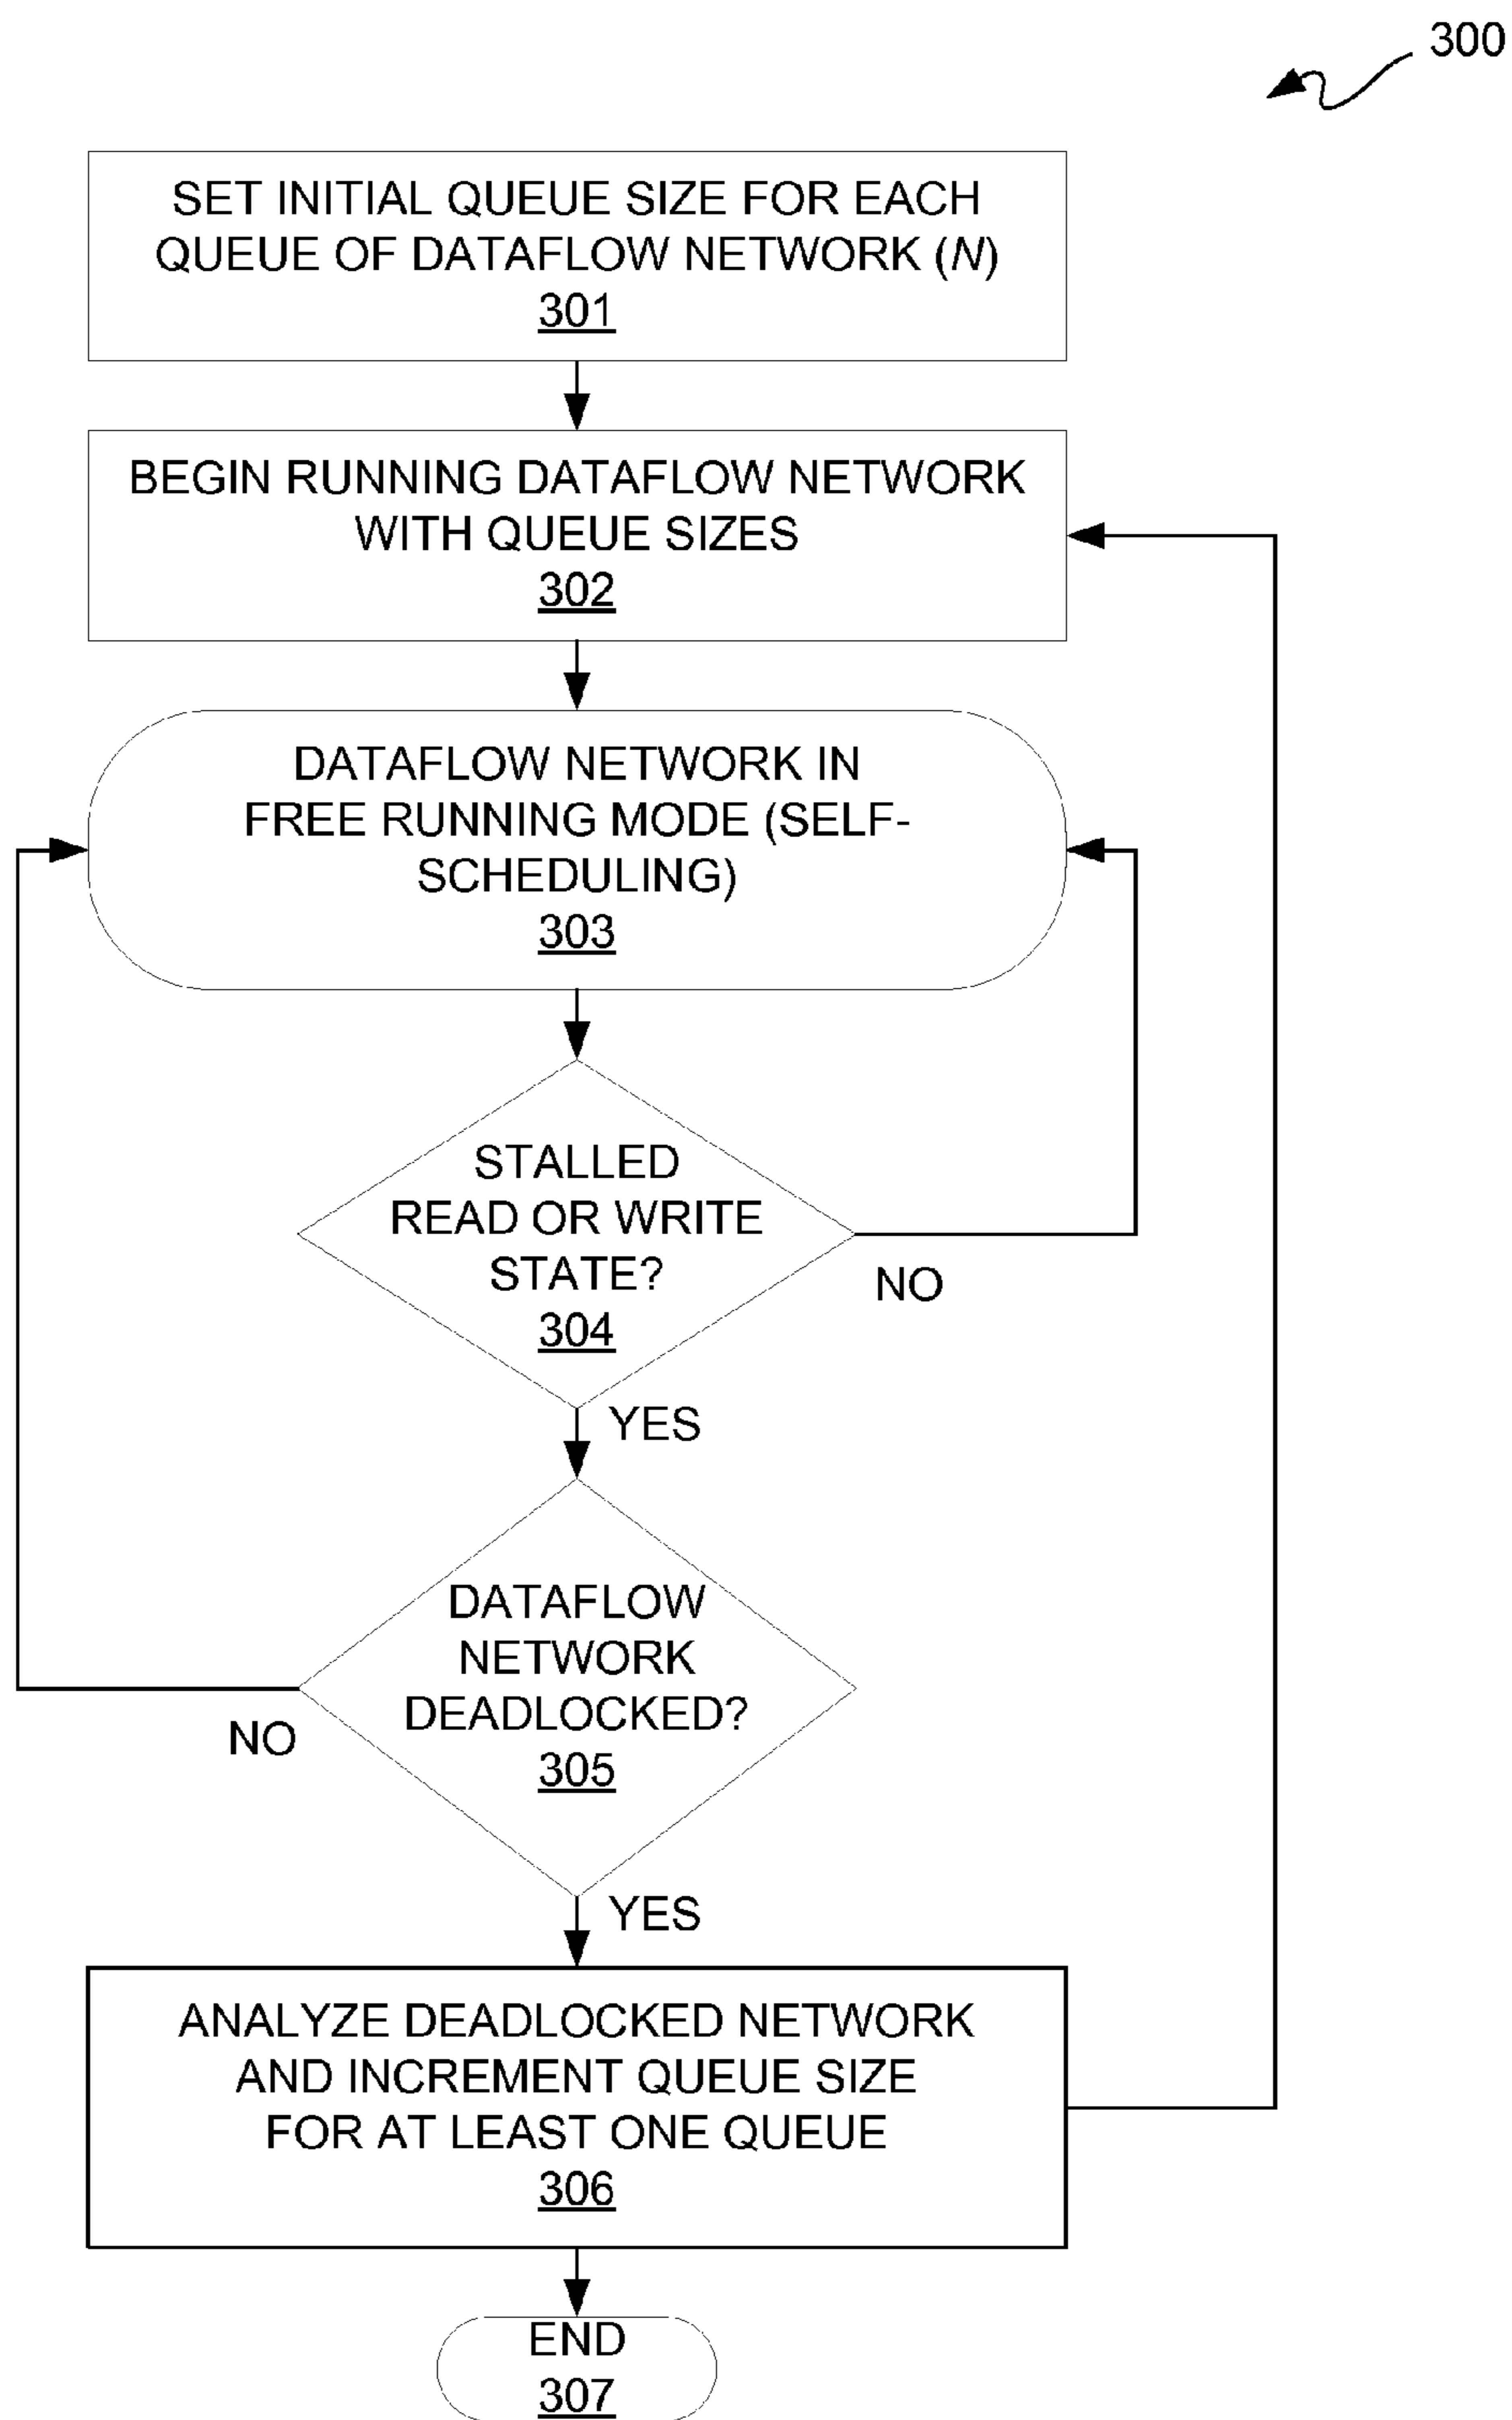 300
SET INITIAL QUEUE SIZE FOR EACH
QUEUE OF DATAFLOW NETWORK (N)
301
BEGIN RUNNING DATAFLOW NETWORK
WITH QUEUE SIZES
302
DATAFLOW NETWORK IN
FREE RUNNING MODE (SELF-
SCHEDULING)
303
STALLED
READ OR WRITE
STATE?
304
NO
YES
DATAFLOW
NETWORK
DEADLOCKED?
305
NO
YES
ANALYZE DEADLOCKED NETWORK
AND INCREMENT QUEUE SIZE
FOR AT LEAST ONE QUEUE
306
END
307